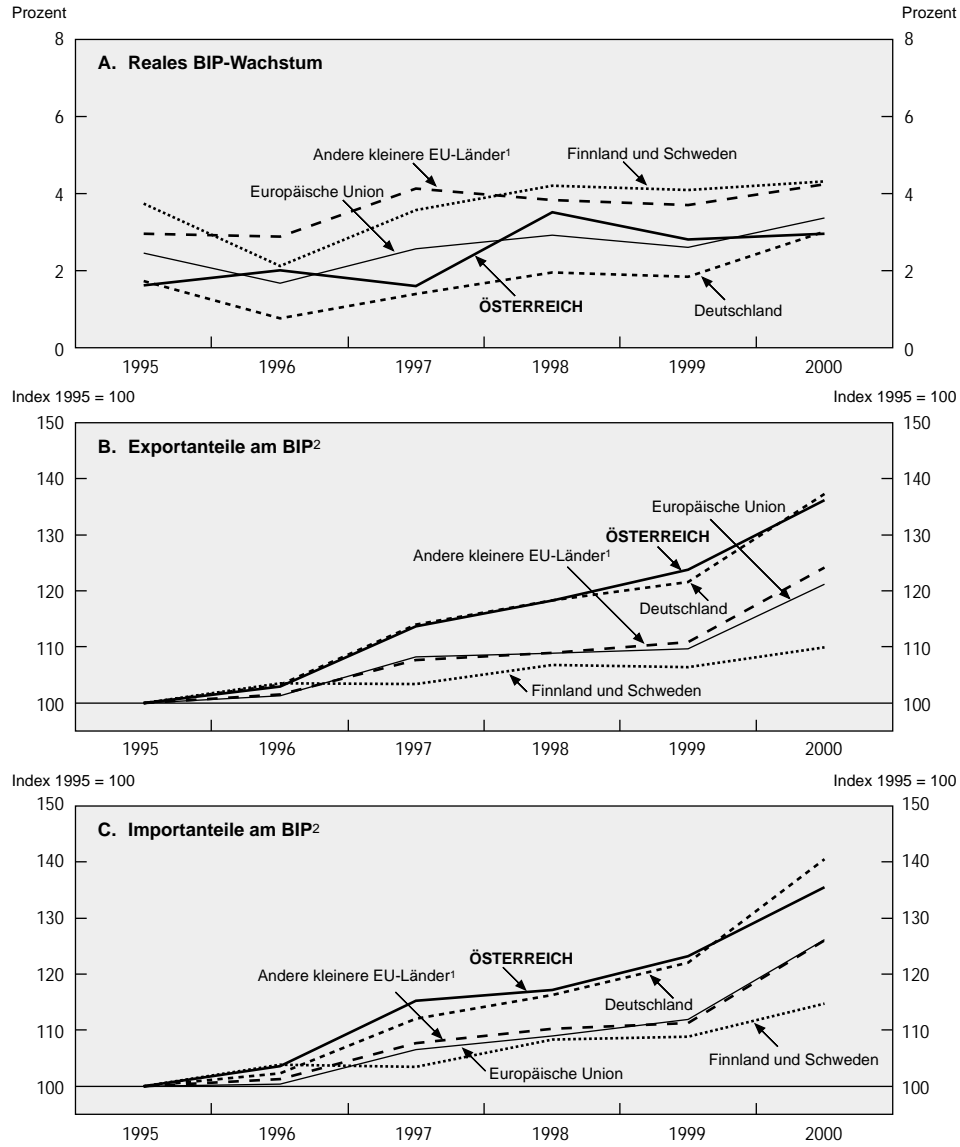 Prozent Prozent
8 8
A. Reales BIP-Wachstum
6 6
Andere kleinere EU-Länder¹ Finnland und Schweden
4 Europäische Union 4
2 ÖSTERREICH Deutschland 2
0 0
1995 1996 1997 1998 1999 2000
Index 1995 = 100 Index 1995 = 100
150 150
B. Exportanteile am BIP²
140 140
Europäische Union
130 ÖSTERREICH 130
Andere kleinere EU-Länder¹
120 120
Deutschland
110 110
Finnland und Schweden
100 100
1995 1996 1997 1998 1999 2000
Index 1995 = 100 Index 1995 = 100
150 150
C. Importanteile am BIP²
140 140
130 130
ÖSTERREICH
120 Andere kleinere EU-Länder¹ 120
Deutschland
110 110
Finnland und Schweden
Europäische Union
100 100
1995 1996 1997 1998 1999 2000